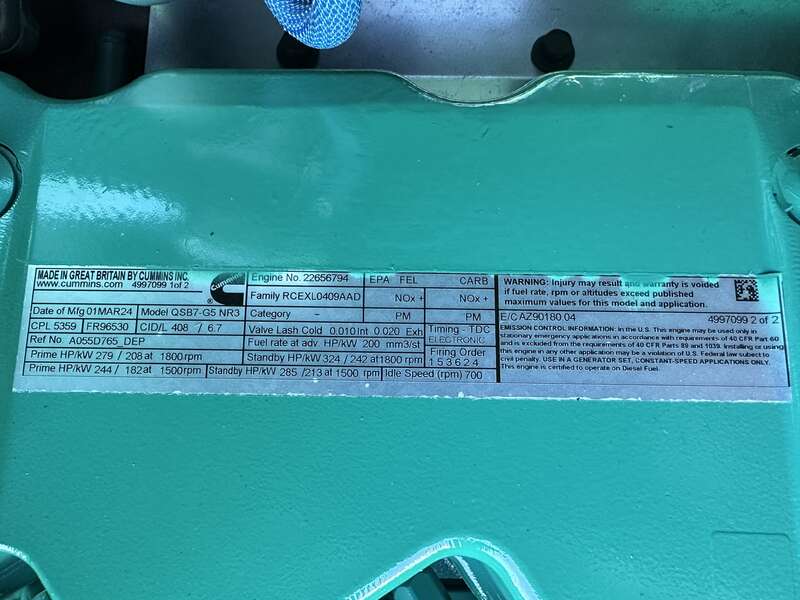 MADE IN GREAT BRITAIN BY CUMMINS INC.
www.cummins.com 4997099 1of 2
Cummins
Date of Mfg 01MAR24 Model QSB7-G5 NR3
CPL 5359 FR96530 CID/L 408 / 6.7
Ref No. A055D765_DEP
Prime HP/kW 279 / 208 at 1800rpm
Prime HP/kW 244 / 182 at 1500rpm
Engine No. 22656794 EPA FEL CARB
Family RCEXL0409AAD NOx + NOx +
Category PM PM
Valve Lash Cold 0.010 Int 0.020 Exh Timing - TDC
Fuel rate at adv HP/kW 200 mm3/st ELECTRONIC
Standby HP/kW 324 / 242 at 1800 rpm Firing Order
1 5 3 6 2 4
Standby HP/kW 285 /213 at 1500 rpm Idle Speed (rpm) 700
WARNING: Injury may result and warranty is voided
if fuel rate, rpm or altitudes exceed published
maximum values for this model and application.
E/C AZ90180.04 4997099 2 of 2
EMISSION CERTIFICATION INFORMATION: In the U.S. This engine may be used only in
stationary emergency applications in accordance with requirements of 40 CFR Part 60
and is excluded from the requirements of 40 CFR Parts 89 and 1039. Installing or using
this engine in any other application may be a violation of U.S. Federal law subject to
civil penalty. USE IN A GENERATOR SET, CONSTANT-SPEED APPLICATIONS ONLY.
This engine is certified to operate on Diesel Fuel.